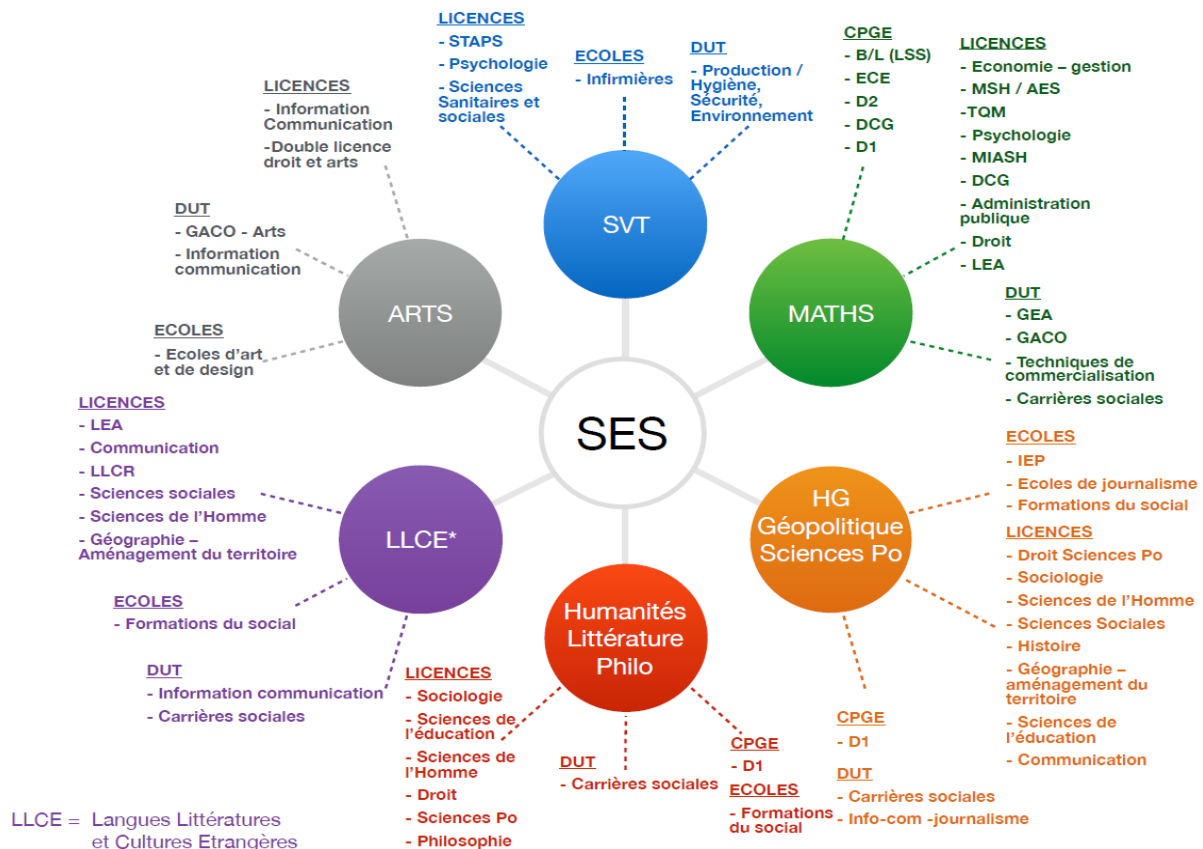 LICENCES
- STAPS
- Psychologie
- Sciences
Sanitaires et
sociales
ECOLES
- Infirmières
DUT
- Production /
Hygiène,
Sécurité,
Environnement
SVT
CPGE
- B/L (LSS)
- ECE
- D2
- DCG
- D1
LICENCES
- Economie – gestion
- MSH / AES
-TQM
- Psychologie
- MIASH
- DCG
- Administration
publique
- Droit
- LEA
DUT
- GEA
- GACO
- Techniques de
commercialisation
- Carrières sociales
MATHS
LICENCES
- Information
Communication
-Double licence
droit et arts
DUT
- GACO - Arts
- Information
communication
ECOLES
- Ecoles d'art
et de design
ARTS
SES
LICENCES
- LEA
- Communication
- LLCR
- Sciences sociales
- Sciences de l'Homme
- Géographie –
Aménagement du territoire
ECOLES
- Formations du social
DUT
- Information communication
- Carrières sociales
LLCE*
HG
Géopolitique
Sciences Po
ECOLES
- IEP
- Ecoles de journalisme
- Formations du social
LICENCES
- Droit Sciences Po
- Sociologie
- Sciences de l'Homme
- Sciences Sociales
- Histoire
- Géographie –
aménagement du
territoire
- Sciences de
l'éducation
- Communication
CPGE
- D1
DUT
- Carrières sociales
- Info-com -journalisme
Humanités
Littérature
Philo
LICENCES
- Sociologie
- Sciences de
l'éducation
- Sciences de
l'Homme
- Droit
- Sciences Po
- Philosophie
DUT
- Carrières sociales
CPGE
- D1
ECOLES
- Formations
du social
LLCE = Langues Littératures
et Cultures Etrangères